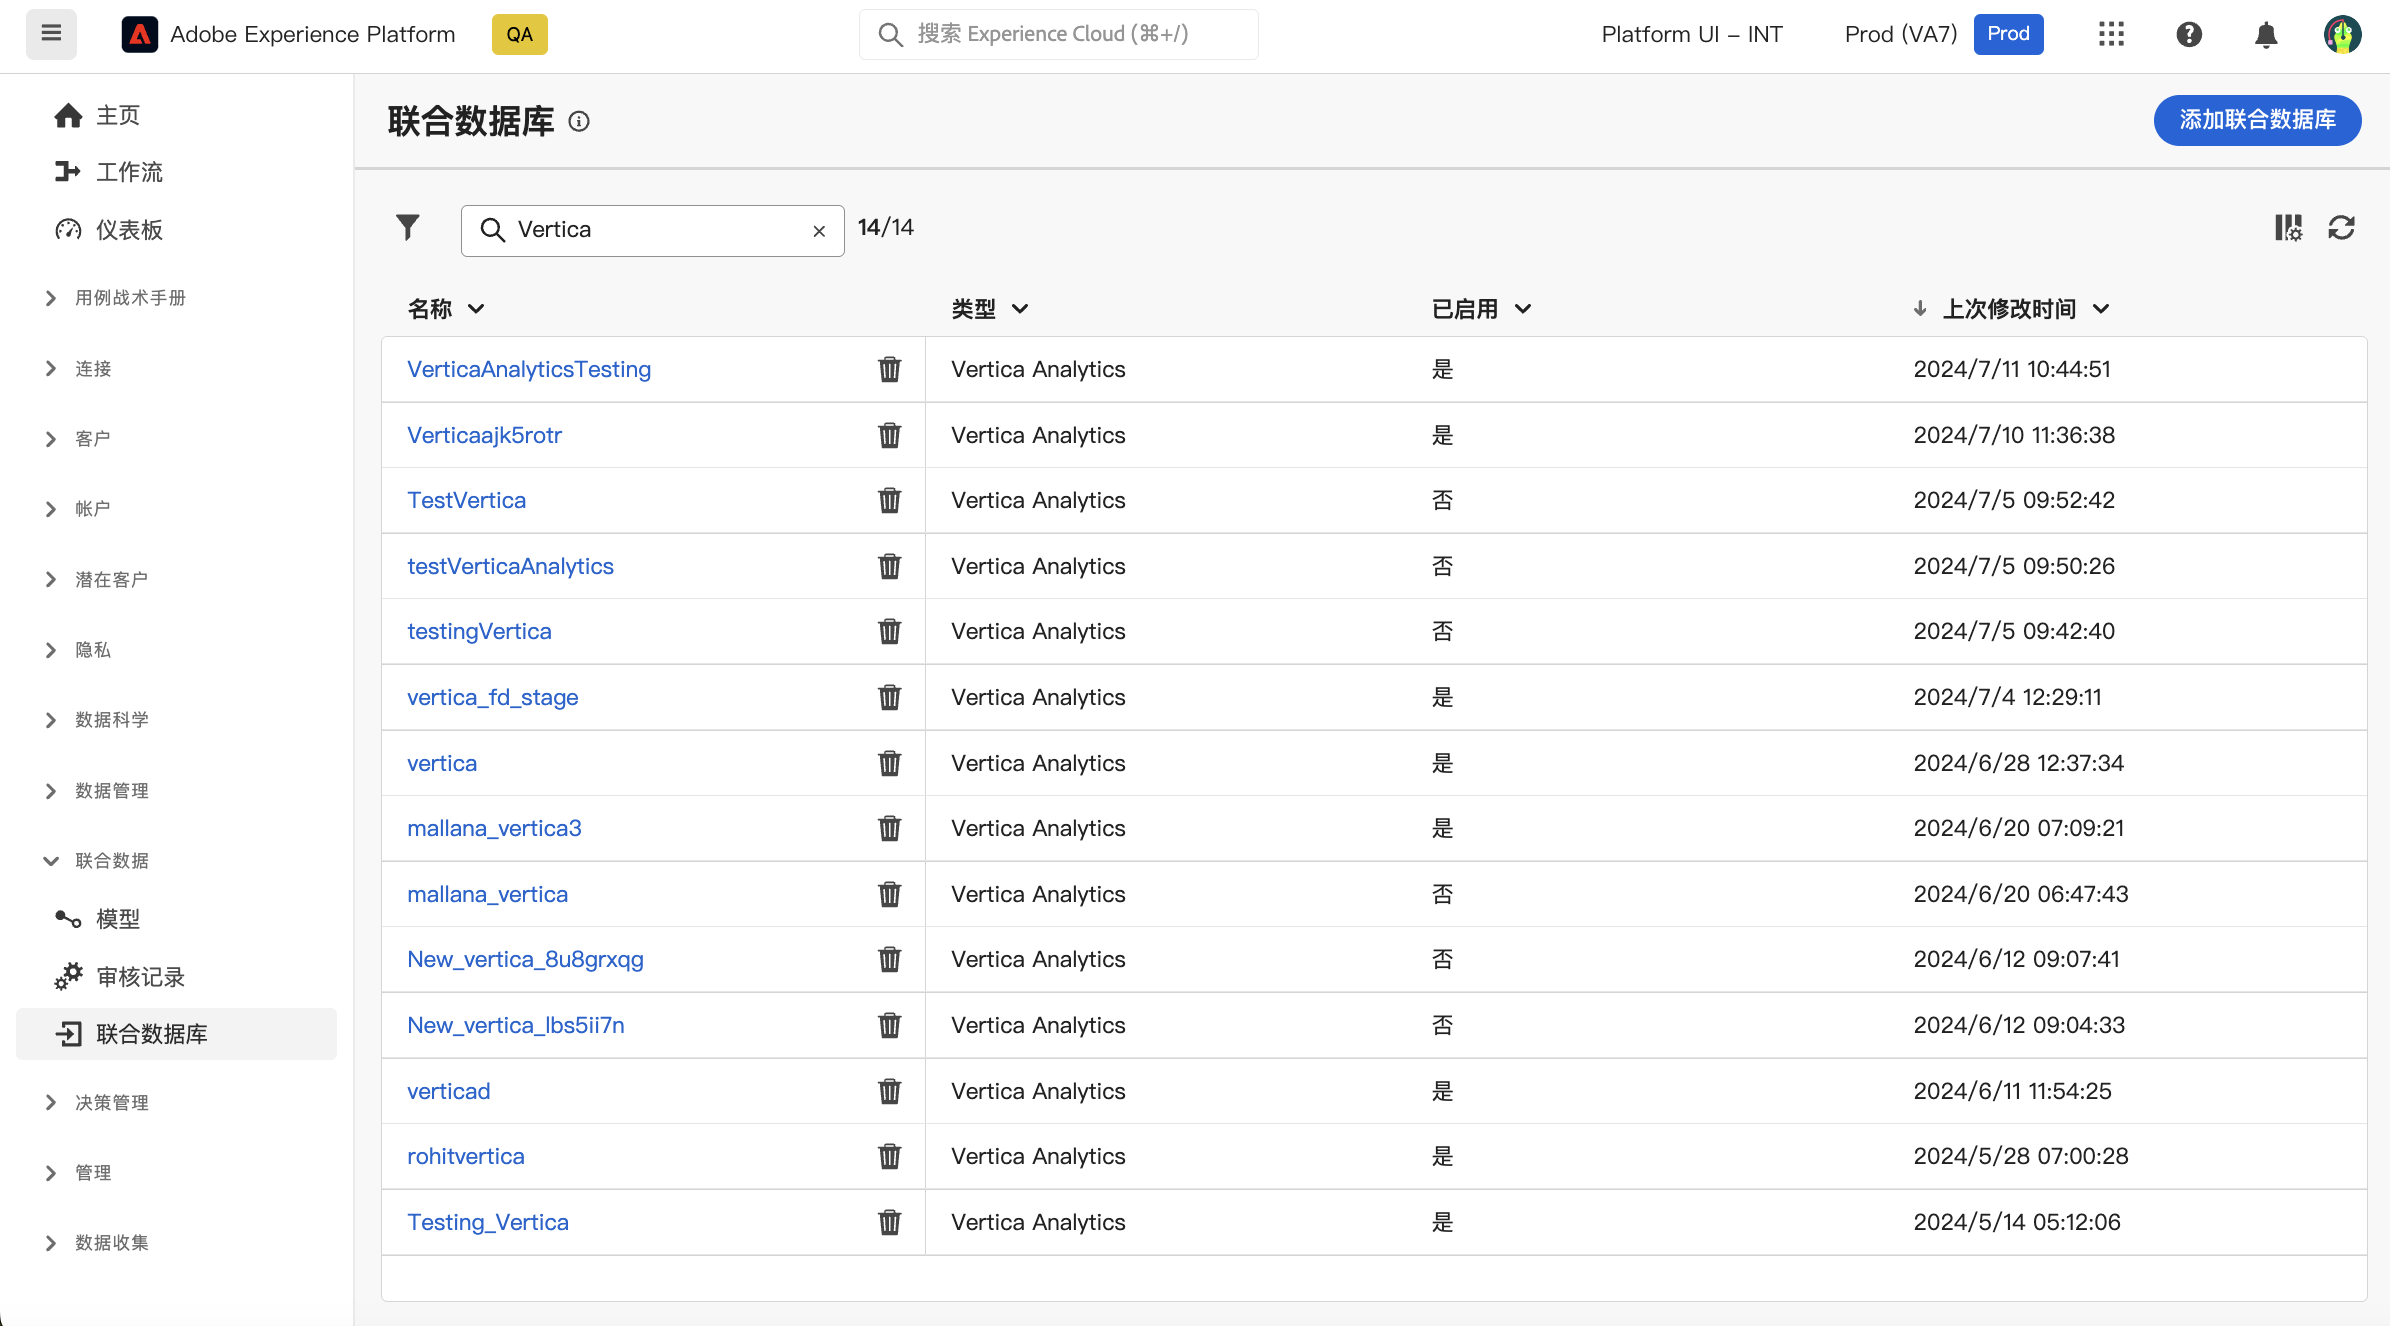 Adobe Experience Platform QA 搜索 Experience Cloud (⌘+/) Platform UI – INT Prod (VA7) Prod
主页
工作流
仪表板
用例战术手册
连接
客户
帐户
潜在客户
隐私
数据科学
数据管理
联合数据
模型
审核记录
联合数据库
决策管理
管理
数据收集
联合数据库 添加联合数据库
Vertica 14/14
名称 类型 已启用 上次修改时间
VerticaAnalyticsTesting Vertica Analytics 是 2024/7/11 10:44:51
Verticaajk5rotr Vertica Analytics 是 2024/7/10 11:36:38
TestVertica Vertica Analytics 否 2024/7/5 09:52:42
testVerticaAnalytics Vertica Analytics 否 2024/7/5 09:50:26
testingVertica Vertica Analytics 否 2024/7/5 09:42:40
vertica_fd_stage Vertica Analytics 是 2024/7/4 12:29:11
vertica Vertica Analytics 是 2024/6/28 12:37:34
mallana_vertica3 Vertica Analytics 是 2024/6/20 07:09:21
mallana_vertica Vertica Analytics 否 2024/6/20 06:47:43
New_vertica_8u8grxqg Vertica Analytics 否 2024/6/12 09:07:41
New_vertica_lbs5ii7n Vertica Analytics 否 2024/6/12 09:04:33
verticad Vertica Analytics 是 2024/6/11 11:54:25
rohitvertica Vertica Analytics 是 2024/5/28 07:00:28
Testing_Vertica Vertica Analytics 是 2024/5/14 05:12:06